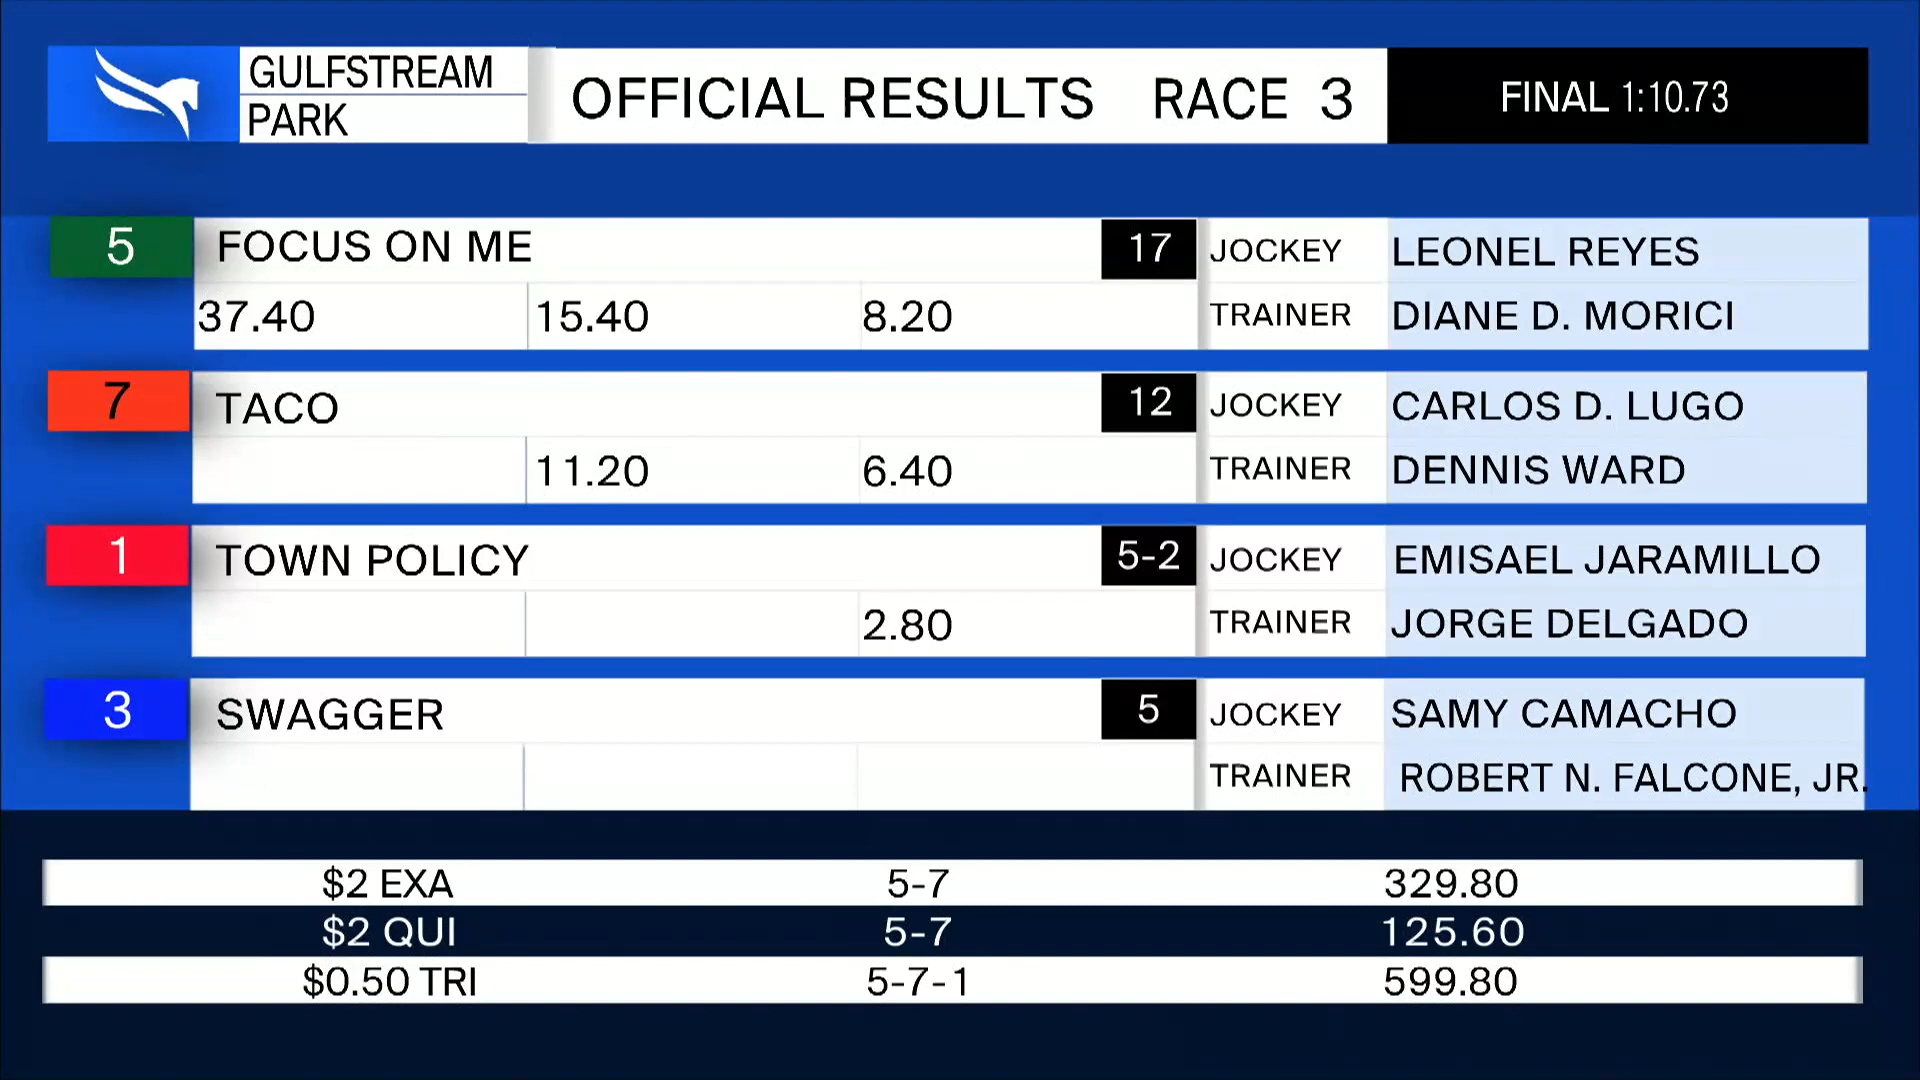 GULFSTREAM
PARK
OFFICIAL RESULTS RACE 3
FINAL 1:10.73
5 FOCUS ON ME 17 JOCKEY LEONEL REYES
37.40 15.40 8.20 TRAINER DIANE D. MORICI
7 TACO 12 JOCKEY CARLOS D. LUGO
11.20 6.40 TRAINER DENNIS WARD
1 TOWN POLICY 5-2 JOCKEY EMISAEL JARAMILLO
2.80 TRAINER JORGE DELGADO
3 SWAGGER 5 JOCKEY SAMY CAMACHO
TRAINER ROBERT N. FALCONE, JR.
$2 EXA 5-7 329.80
$2 QUI 5-7 125.60
$0.50 TRI 5-7-1 599.80